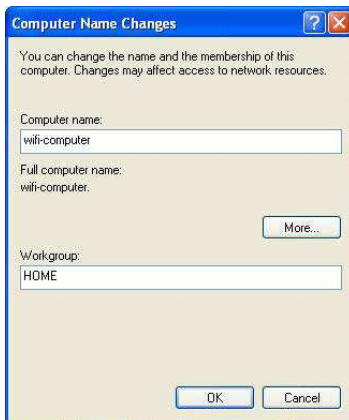 Computer Name Changes
You can change the name and the membership of this
computer. Changes may affect access to network resources.
Computer name:
wifi-computer
Full computer name:
wifi-computer.
More...
Workgroup:
HOME
OK
Cancel